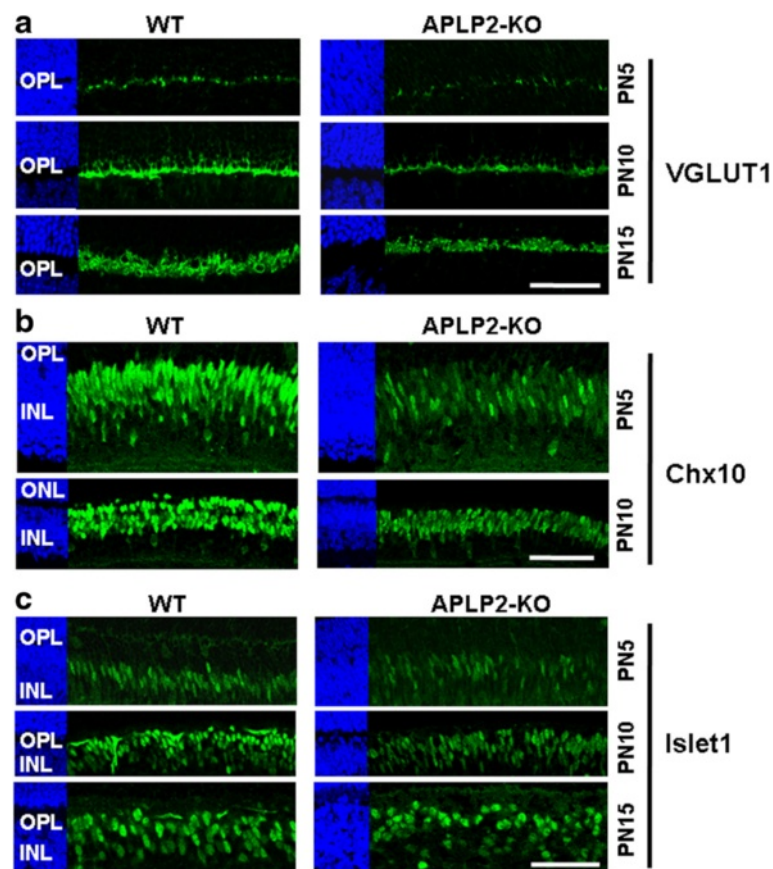 a
WT
APLP2-KO
OPL
PN5
OPL
PN10
VGLUT1
OPL
PN15
b
WT
APLP2-KO
OPL
INL
PN5
Chx10
ONL
INL
PN10
c
WT
APLP2-KO
OPL
INL
PN5
OPL
INL
PN10
Islet1
OPL
INL
PN15